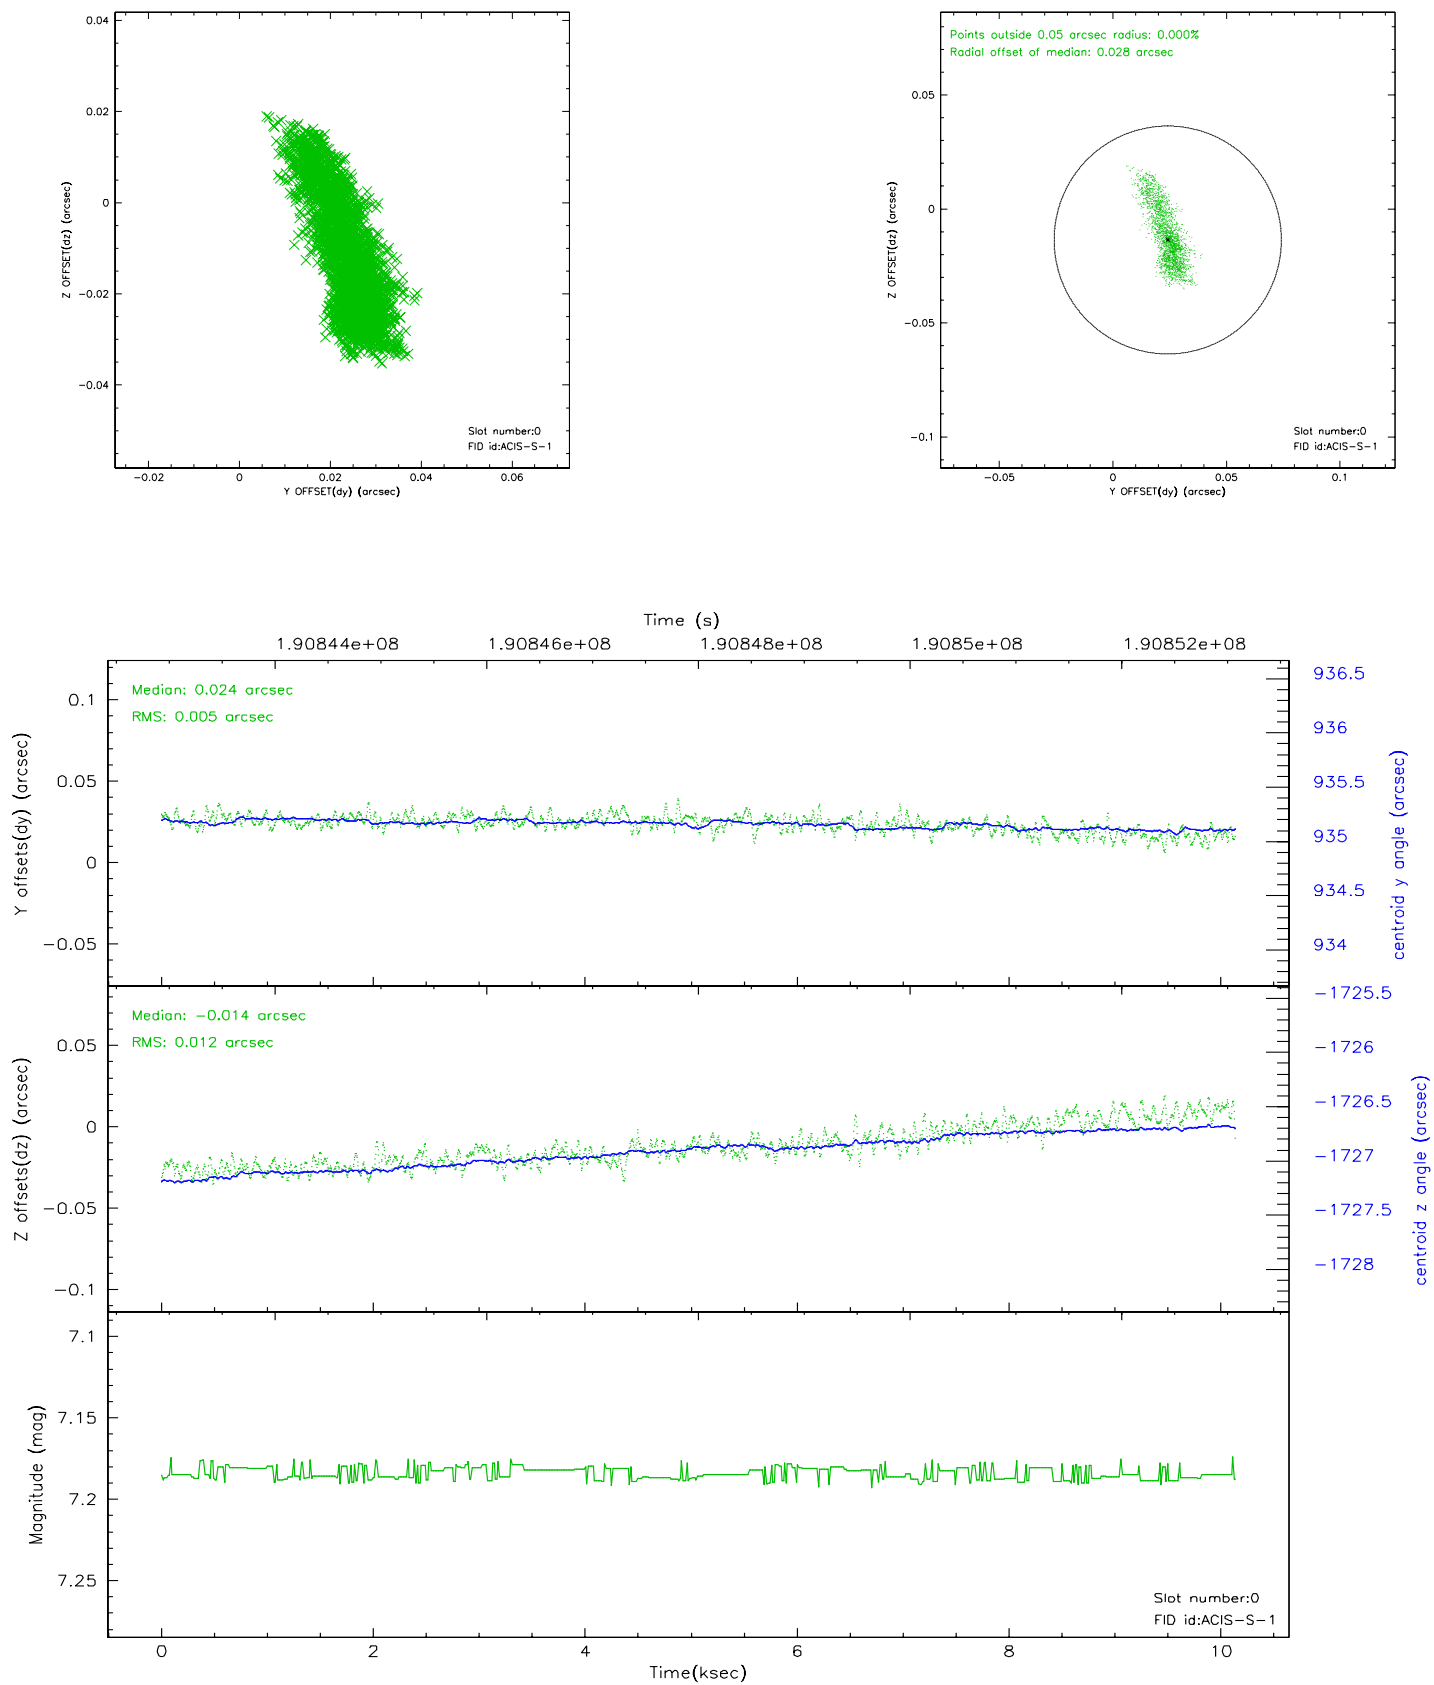 0.04
0.02
0
-0.02
-0.04
Z OFFSET(dz) (arcsec)
Slot number:0
FID id:ACIS-S-1
-0.02 0 0.02 0.04 0.06
Y OFFSET(dy) (arcsec)
Points outside 0.05 arcsec radius: 0.000%
Radial offset of median: 0.028 arcsec
0.05
0
-0.05
-0.1
Z OFFSET(dz) (arcsec)
Slot number:0
FID id:ACIS-S-1
-0.05 0 0.05 0.1
Y OFFSET(dy) (arcsec)
Time (s)
1.90844e+08 1.90846e+08 1.90848e+08 1.9085e+08 1.90852e+08
Median: 0.024 arcsec
RMS: 0.005 arcsec
0.1
0.05
0
-0.05
Y offsets(dy) (arcsec)
936.5
936
935.5
935
934.5
934
centroid y angle (arcsec)
Median: -0.014 arcsec
RMS: 0.012 arcsec
0.05
0
-0.05
-0.1
Z offsets(dz) (arcsec)
-1725.5
-1726
-1726.5
-1727
-1727.5
-1728
centroid z angle (arcsec)
7.1
7.15
7.2
7.25
Magnitude (mag)
Slot number:0
FID id:ACIS-S-1
0 2 4 6 8 10
Time(ksec)